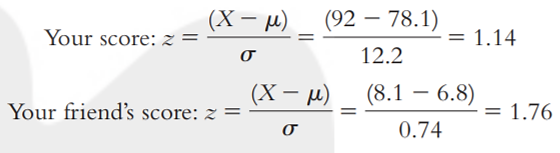 Your score: z = (X − μ) / σ = (92 − 78.1) / 12.2 = 1.14
Your friend’s score: z = (X − μ) / σ = (8.1 − 6.8) / 0.74 = 1.76